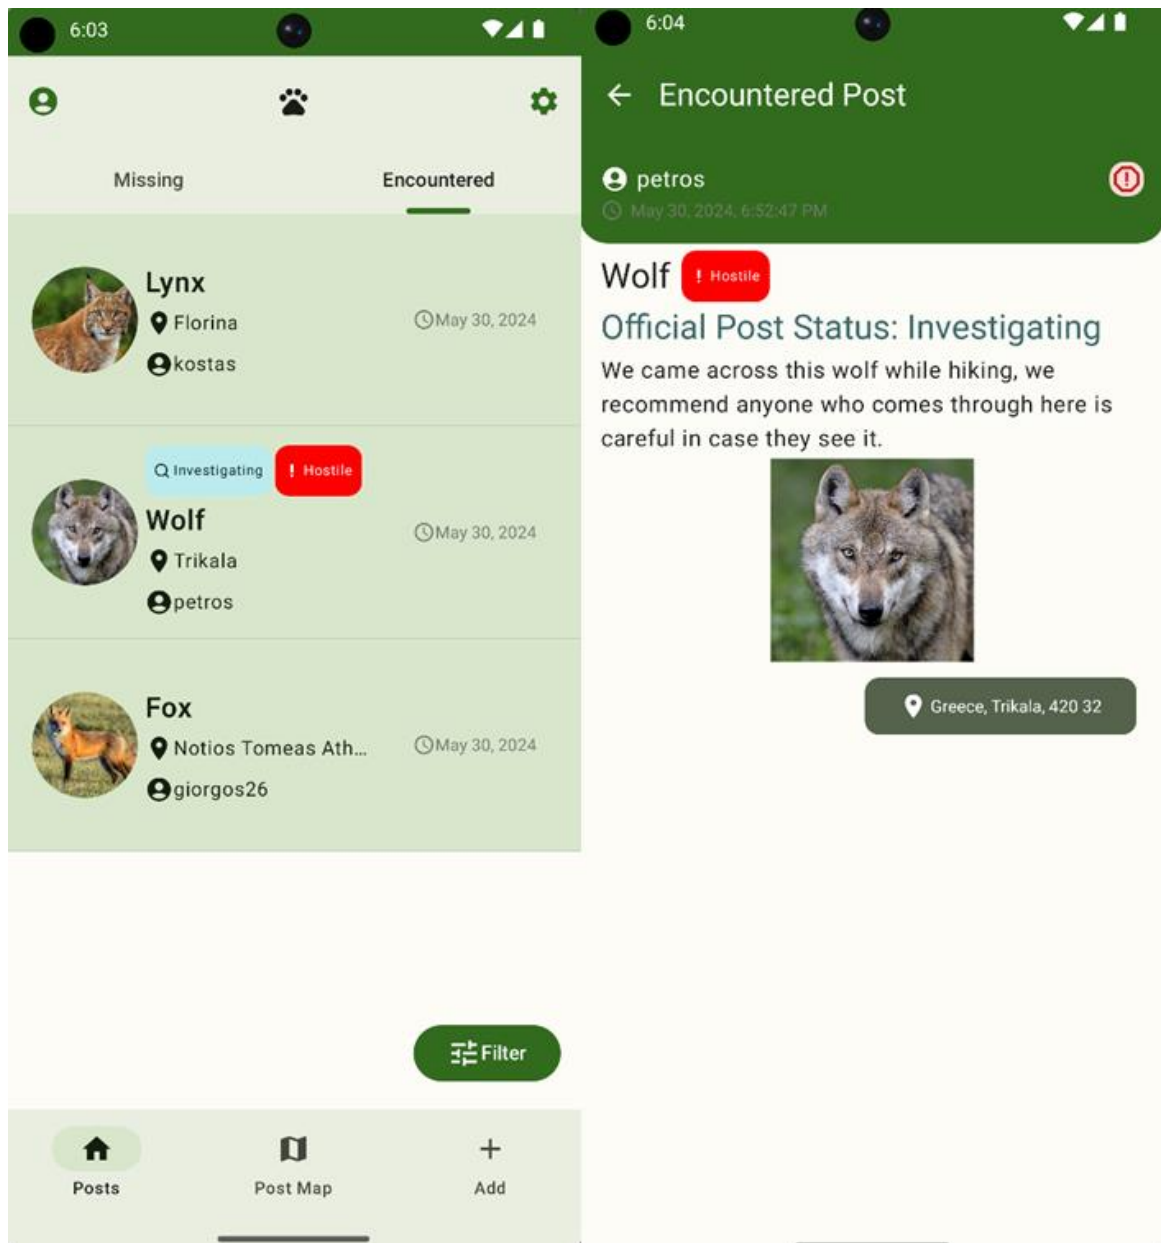 6:03
Missing
Encountered
Lynx
Florina
May 30, 2024
kostas
Investigating
! Hostile
Wolf
Trikala
May 30, 2024
petros
Fox
Notios Tomeas Ath...
May 30, 2024
giorgos26
Filter
Posts
Post Map
Add
6:04
Encountered Post
petros
May 30, 2024, 6:52:47 PM
Wolf ! Hostile
Official Post Status: Investigating
We came across this wolf while hiking, we
recommend anyone who comes through here is
careful in case they see it.
Greece, Trikala, 420 32